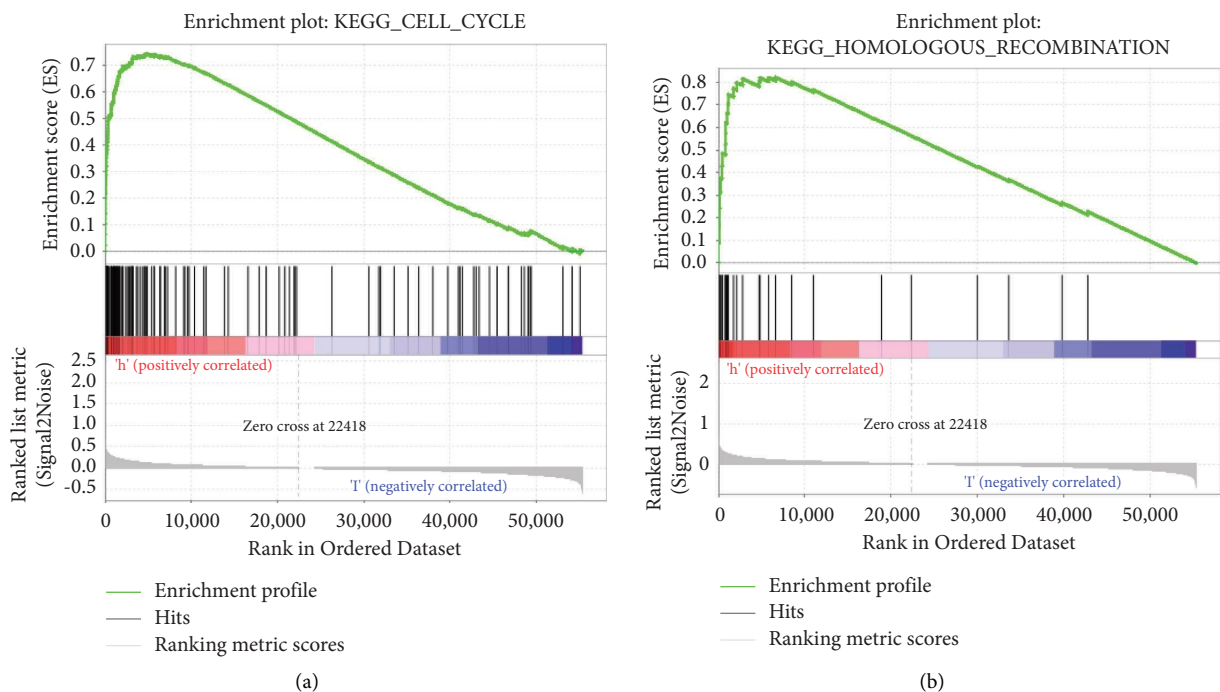 Enrichment plot: KEGG_CELL_CYCLE
Enrichment score (ES)
0.7
0.6
0.5
0.4
0.3
0.2
0.1
0.0
'h' (positively correlated)
Ranked list metric
(Signal2Noise)
2.5
2.0
1.5
1.0
0.5
0.0
-0.5
Zero cross at 22418
'l' (negatively correlated)
0 10,000 20,000 30,000 40,000 50,000
Rank in Ordered Dataset
Enrichment profile
Hits
Ranking metric scores
(a)
Enrichment plot:
KEGG_HOMOLOGOUS_RECOMBINATION
Enrichment score (ES)
0.8
0.7
0.6
0.5
0.4
0.3
0.2
0.1
0.0
'h' (positively correlated)
Ranked list metric
(Signal2Noise)
2
1
0
Zero cross at 22418
'l' (negatively correlated)
0 10,000 20,000 30,000 40,000 50,000
Rank in Ordered Dataset
Enrichment profile
Hits
Ranking metric scores
(b)